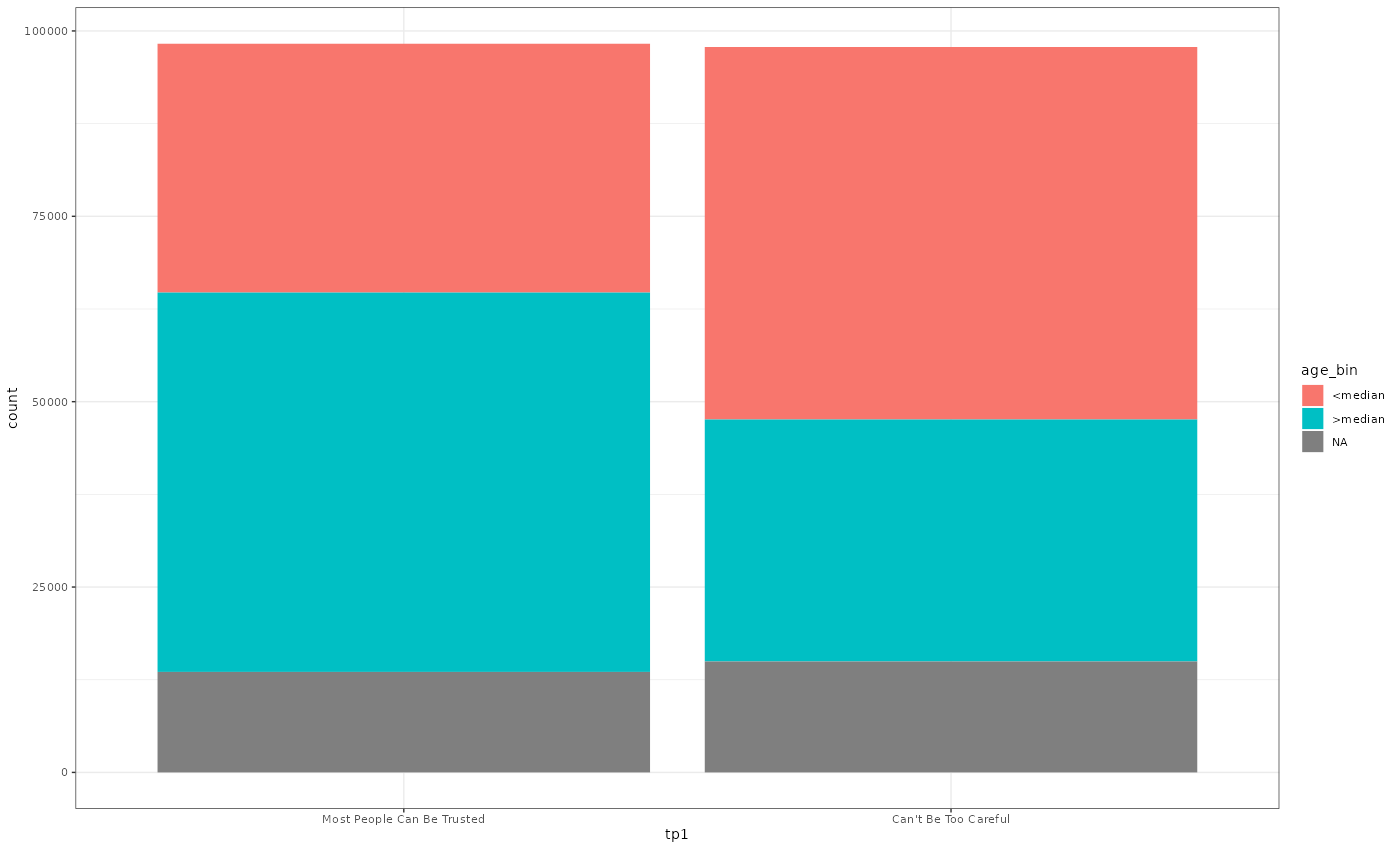 100000
75000
50000
25000
0
count
Most People Can Be Trusted
Can't Be Too Careful
tp1
age_bin
<median
>median
NA